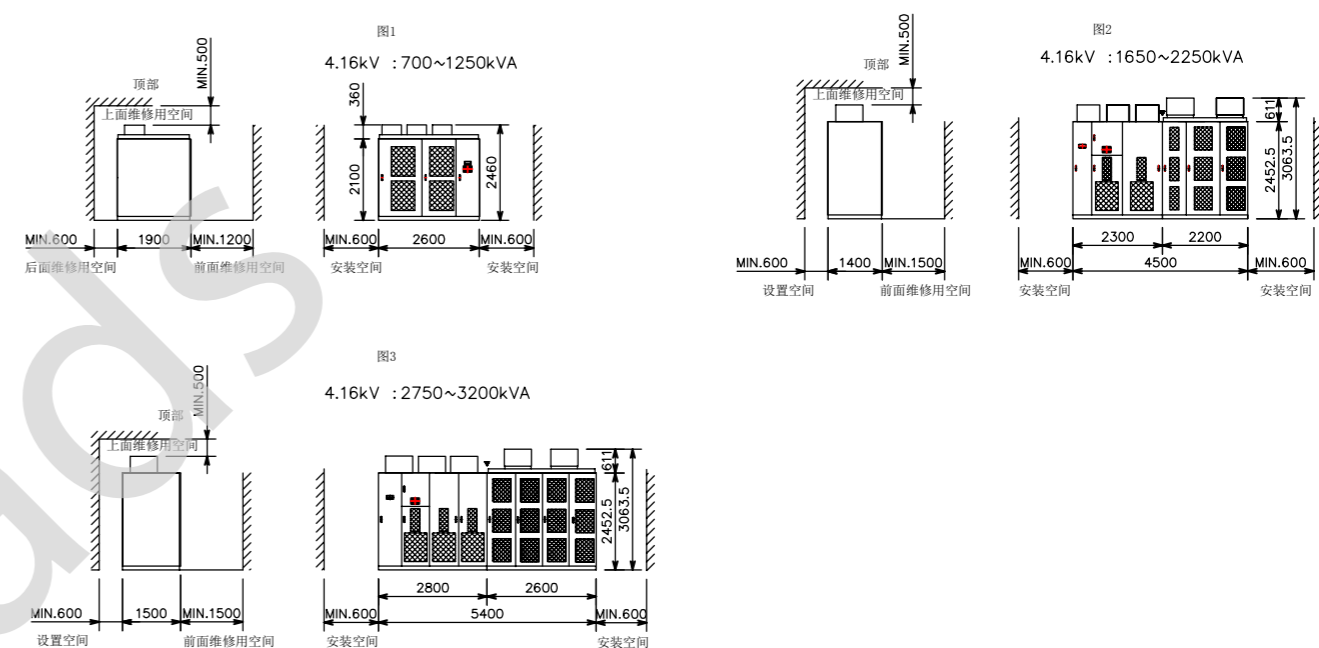 图1
4.16kV :700~1250kVA
顶部
MIN.500
上面维修用空间
360
2100
2460
MIN.600
1900
MIN.1200
MIN.600
2600
MIN.600
后面维修用空间
前面维修用空间
安装空间
安装空间
图2
4.16kV :1650~2250kVA
顶部
MIN.500
上面维修用空间
611
2452.5
3063.5
2300
2200
MIN.600
1400
MIN.1500
MIN.600
4500
MIN.600
设置空间
前面维修用空间
安装空间
安装空间
图3
4.16kV :2750~3200kVA
顶部
MIN.500
上面维修用空间
611
2452.5
3063.5
2800
2600
MIN.600
1500
MIN.1500
MIN.600
5400
MIN.600
设置空间
前面维修用空间
安装空间
安装空间
ds